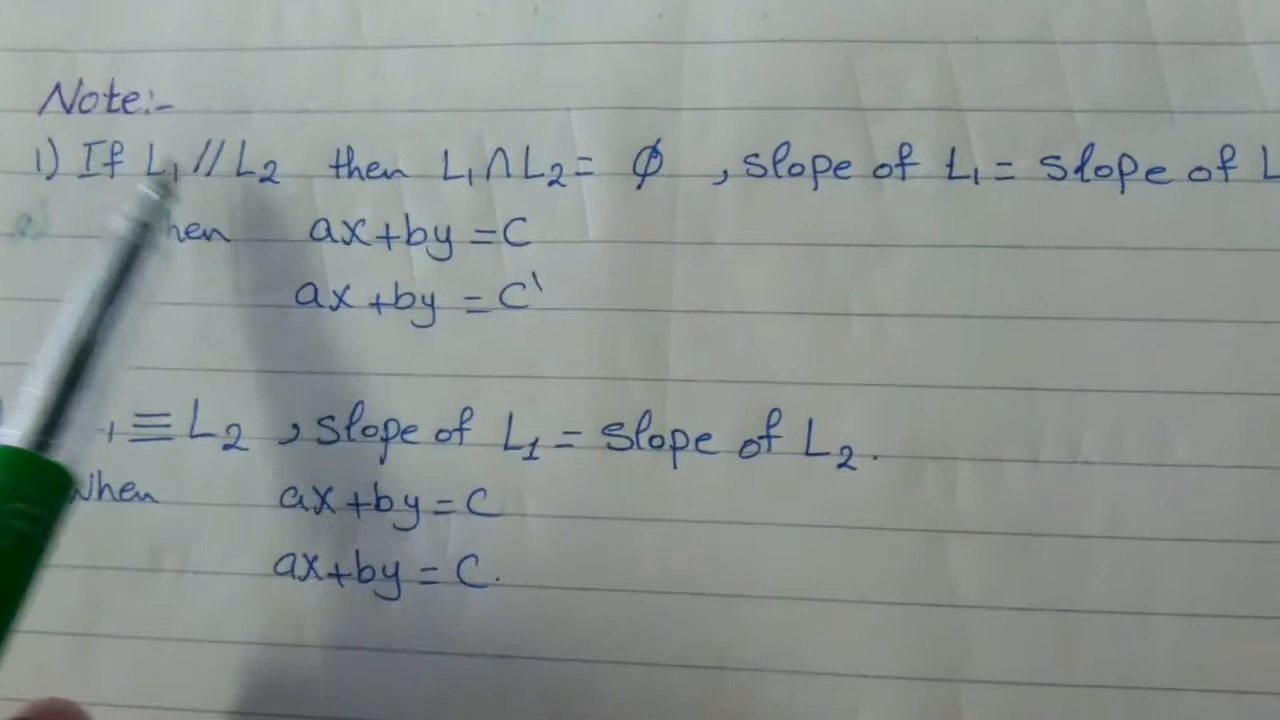 Note:-
1) If L₁ // L₂ then L₁∩L₂ = ∅ , slope of L₁ = slope of L
ax+by = C
ax+by = C'
≡ L₂ , slope of L₁ = slope of L₂.
when ax+by = C
ax+by = C.